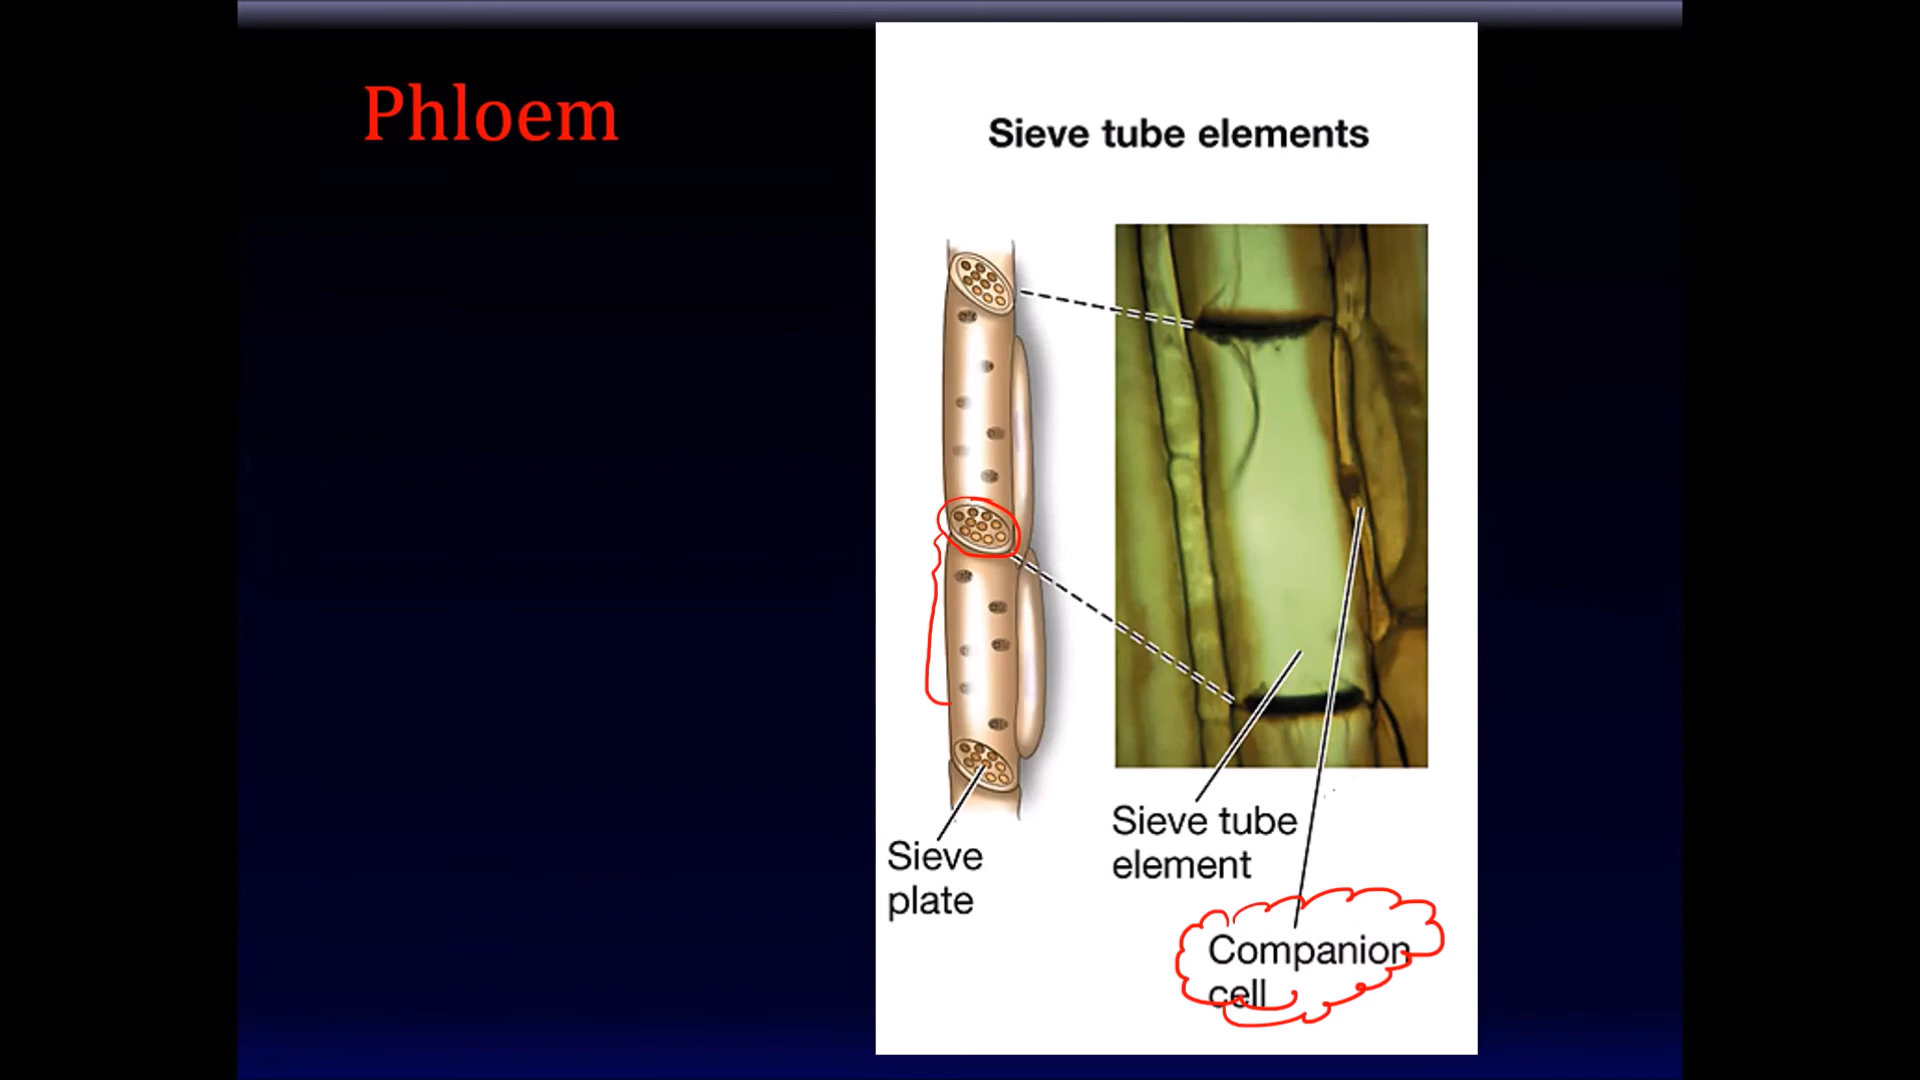 Phloem
Sieve tube elements
Sieve
plate
Sieve tube
element
Companion
cell